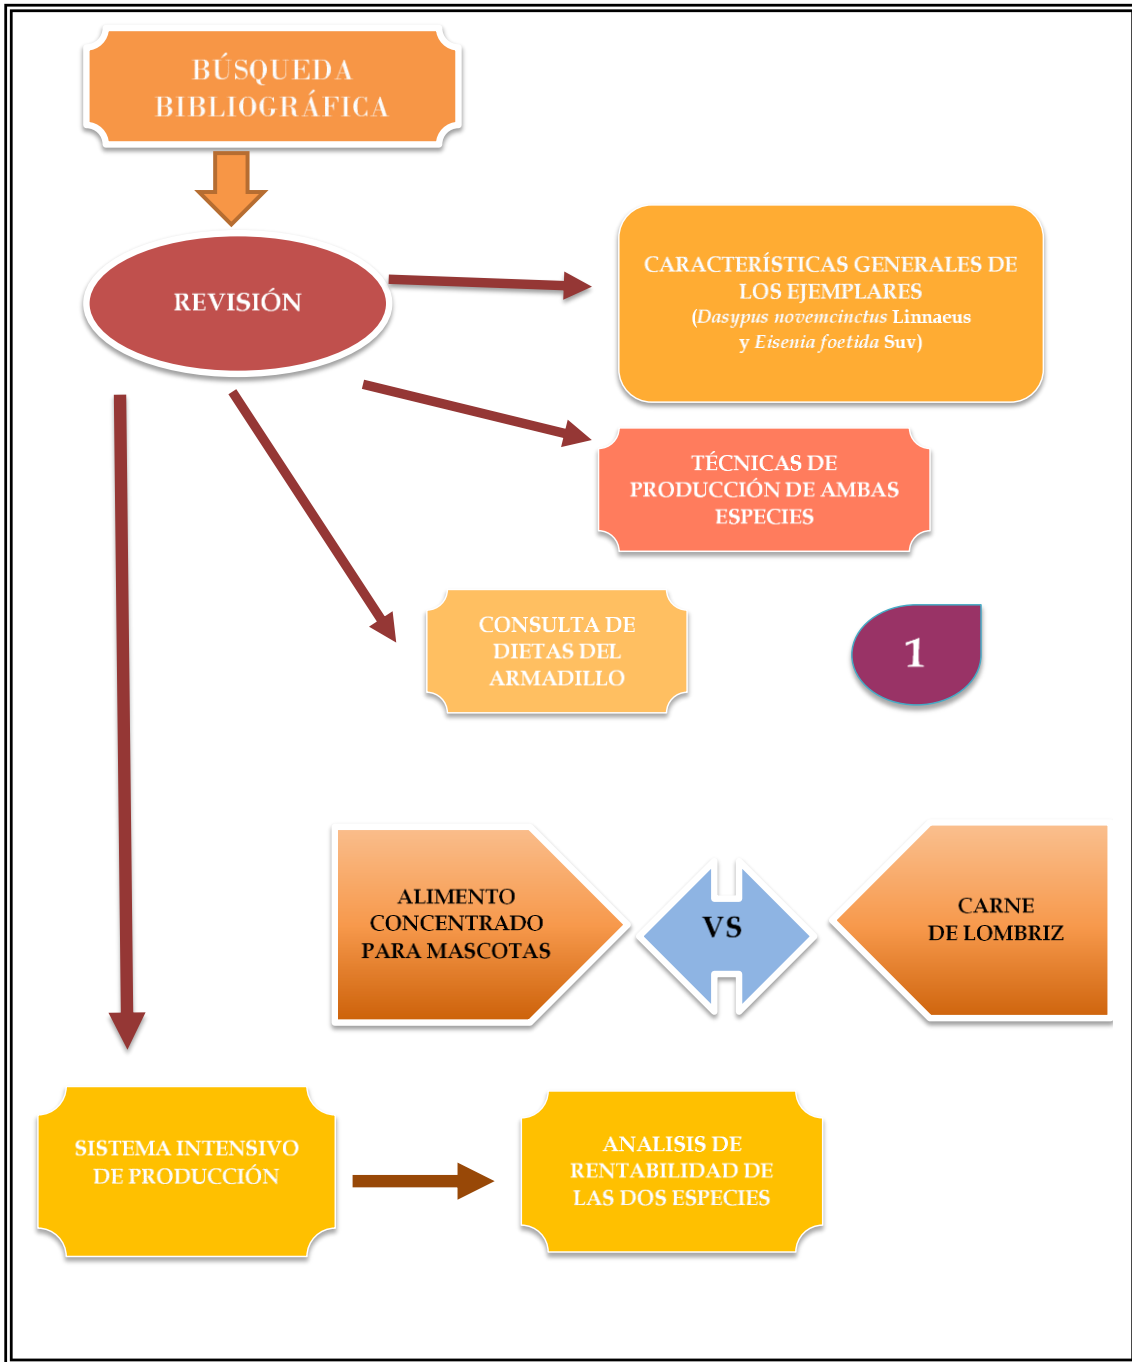 BÚSQUEDA
BIBLIOGRÁFICA
REVISIÓN
CARACTERÍSTICAS GENERALES DE
LOS EJEMPLARES
(Dasypus novemcinctus Linnaeus
y Eisenia foetida Suv)
TÉCNICAS DE
PRODUCCIÓN DE AMBAS
ESPECIES
CONSULTA DE
DIETAS DEL
ARMADILLO
1
ALIMENTO
CONCENTRADO
PARA MASCOTAS
VS
CARNE
DE LOMBRIZ
SISTEMA INTENSIVO
DE PRODUCCIÓN
ANALISIS DE
RENTABILIDAD DE
LAS DOS ESPECIES